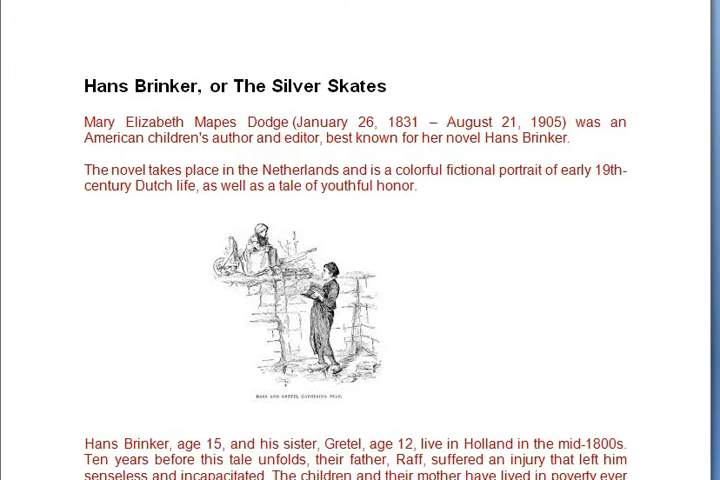 Hans Brinker, or The Silver Skates
Mary Elizabeth Mapes Dodge (January 26, 1831 – August 21, 1905) was an
American children's author and editor, best known for her novel Hans Brinker.
The novel takes place in the Netherlands and is a colorful fictional portrait of early 19th-
century Dutch life, as well as a tale of youthful honor.
HANS AND GRETEL GATHERING PEAT.
Hans Brinker, age 15, and his sister, Gretel, age 12, live in Holland in the mid-1800s.
Ten years before this tale unfolds, their father, Raff, suffered an injury that left him
senseless and incapacitated. The children and their mother have lived in poverty ever